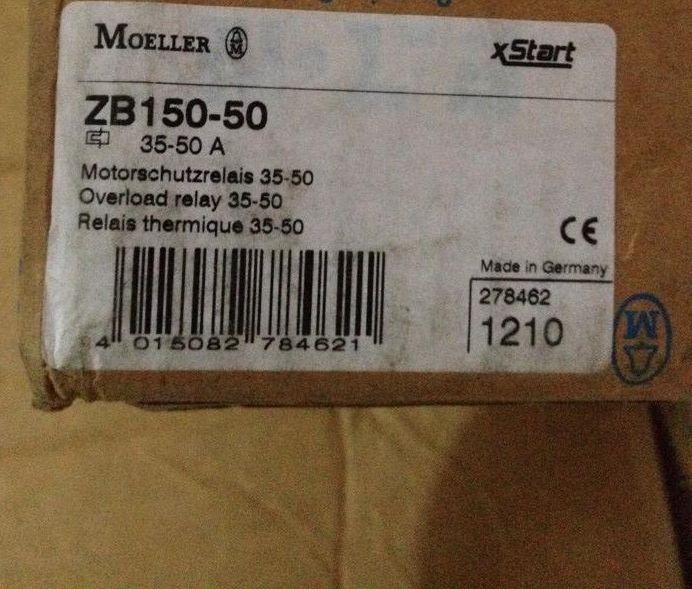 MOELLER
xStart
ZB150-50
35-50 A
Motorschutzrelais 35-50
Overload relay 35-50
Relais thermique 35-50
CE
Made in Germany
278462
1210
4 015082 784621
M